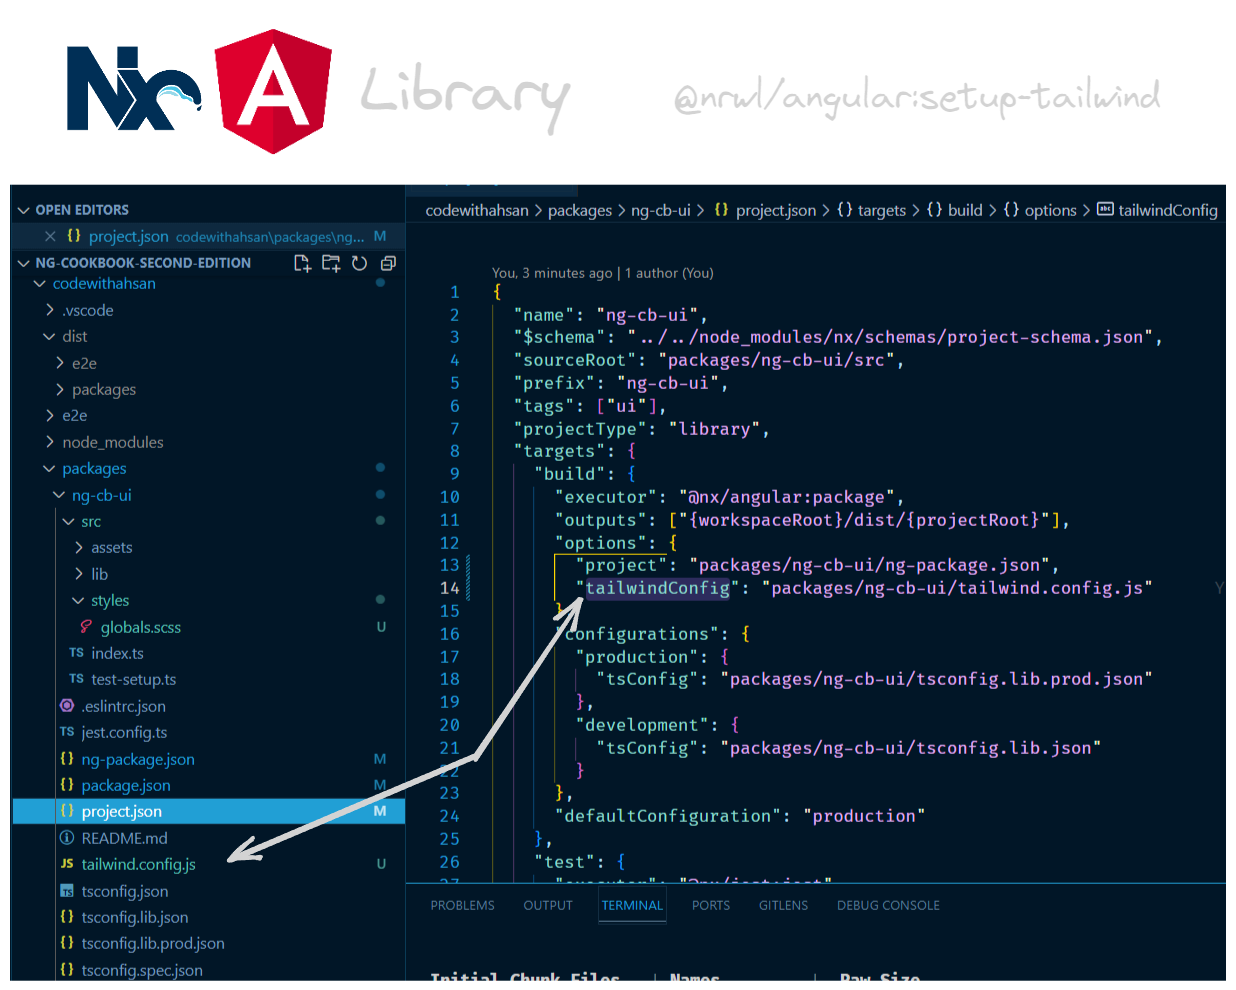 Nx
A
Library
@nrwl/angular:setup-tailwind
OPEN EDITORS
project.json codewithahsan\packages\ng... M
NG-COOKBOOK-SECOND-EDITION
codewithahsan
.vscode
dist
e2e
packages
e2e
node_modules
packages
ng-cb-ui
src
assets
lib
styles
globals.scss U
TS index.ts
TS test-setup.ts
.eslintrc.json
TS jest.config.ts
{} ng-package.json M
{} package.json M
{} project.json M
README.md
JS tailwind.config.js U
TS tsconfig.json
{} tsconfig.lib.json
{} tsconfig.lib.prod.json
{} tsconfig.spec.json
codewithahsan > packages > ng-cb-ui > {} project.json > {} targets > {} build > {} options > abc tailwindConfig
You, 3 minutes ago | 1 author (You)
1 {
2 "name": "ng-cb-ui",
3 "$schema": "../../node_modules/nx/schemas/project-schema.json",
4 "sourceRoot": "packages/ng-cb-ui/src",
5 "prefix": "ng-cb-ui",
6 "tags": ["ui"],
7 "projectType": "library",
8 "targets": {
9 "build": {
10 "executor": "@nx/angular:package",
11 "outputs": ["{workspaceRoot}/dist/{projectRoot}"],
12 "options": {
13 "project": "packages/ng-cb-ui/ng-package.json",
14 "tailwindConfig": "packages/ng-cb-ui/tailwind.config.js" Y
15 },
16 "configurations": {
17 "production": {
18 "tsConfig": "packages/ng-cb-ui/tsconfig.lib.prod.json"
19 },
20 "development": {
21 "tsConfig": "packages/ng-cb-ui/tsconfig.lib.json"
22 }
23 },
24 "defaultConfiguration": "production"
25 },
26 "test": {
27 "executor": "@nx/jest:jest"
PROBLEMS OUTPUT TERMINAL PORTS GITLENS DEBUG CONSOLE
Initial Chunk Files | Names | Raw Size